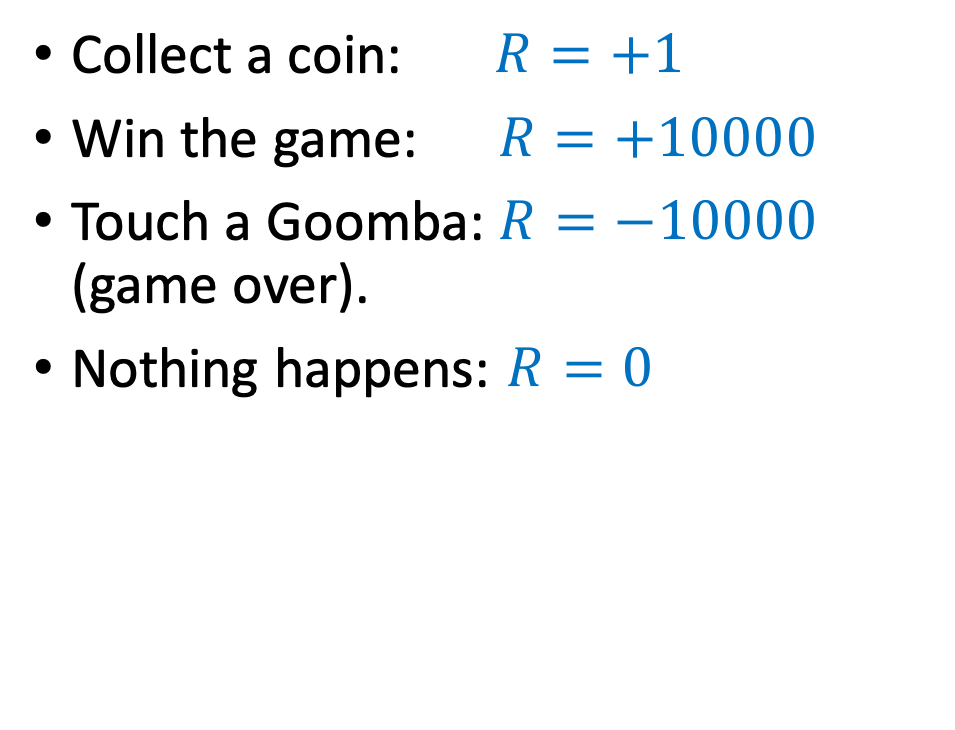 • Collect a coin: R = +1
• Win the game: R = +10000
• Touch a Goomba: R = −10000
(game over).
• Nothing happens: R = 0